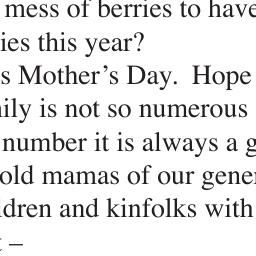 mess of berries to have
ies this year?
s Mother's Day.  Hope
ily is not so numerous
number it is always a g
old mamas of our gene
dren and kinfolks with
–